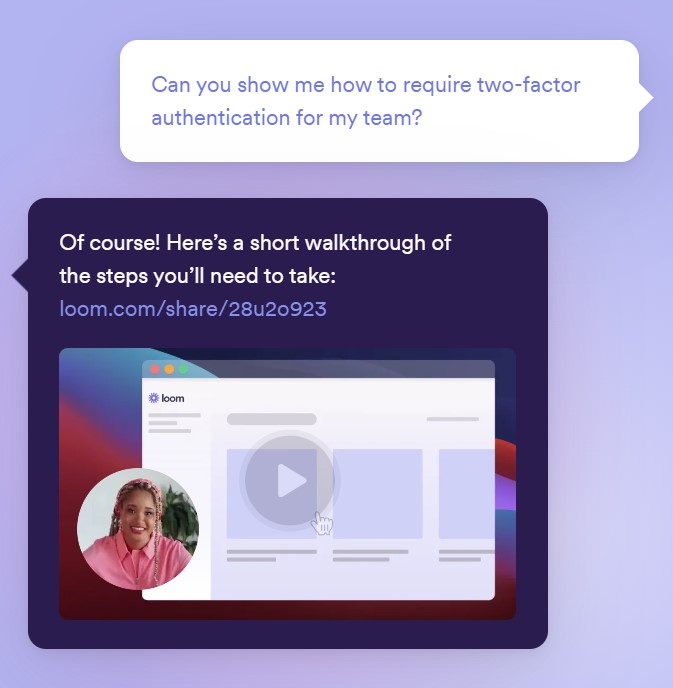 Can you show me how to require two-factor
authentication for my team?
Of course! Here’s a short walkthrough of
the steps you’ll need to take:
loom.com/share/28u2o923
loom